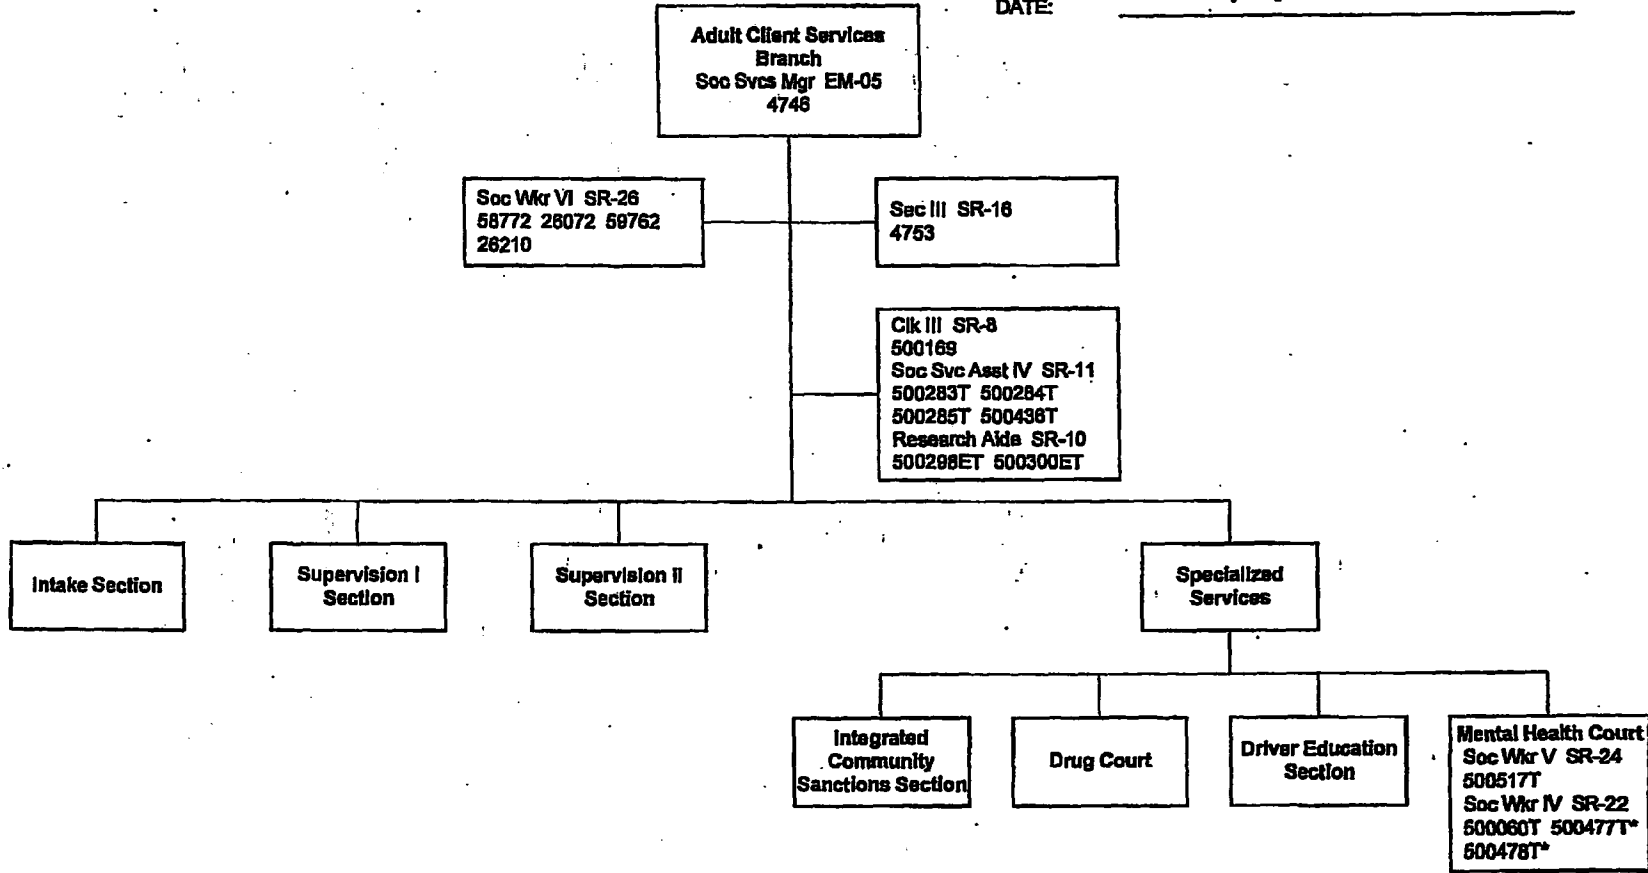 DATE:
Adult Client Services
Branch
Soc Svcs Mgr EM-05
4746
Soc Wkr VI SR-26
58772 26072 59762
26210
Sec III SR-16
4753
Clk III SR-8
500169
Soc Svc Asst IV SR-11
500283T 500284T
500285T 500436T
Research Aide SR-10
500298ET 500300ET
Intake Section
Supervision I
Section
Supervision II
Section
Specialized
Services
Integrated
Community
Sanctions Section
Drug Court
Driver Education
Section
Mental Health Court
Soc Wkr V SR-24
500517T
Soc Wkr IV SR-22
500060T 500477T*
500478T*